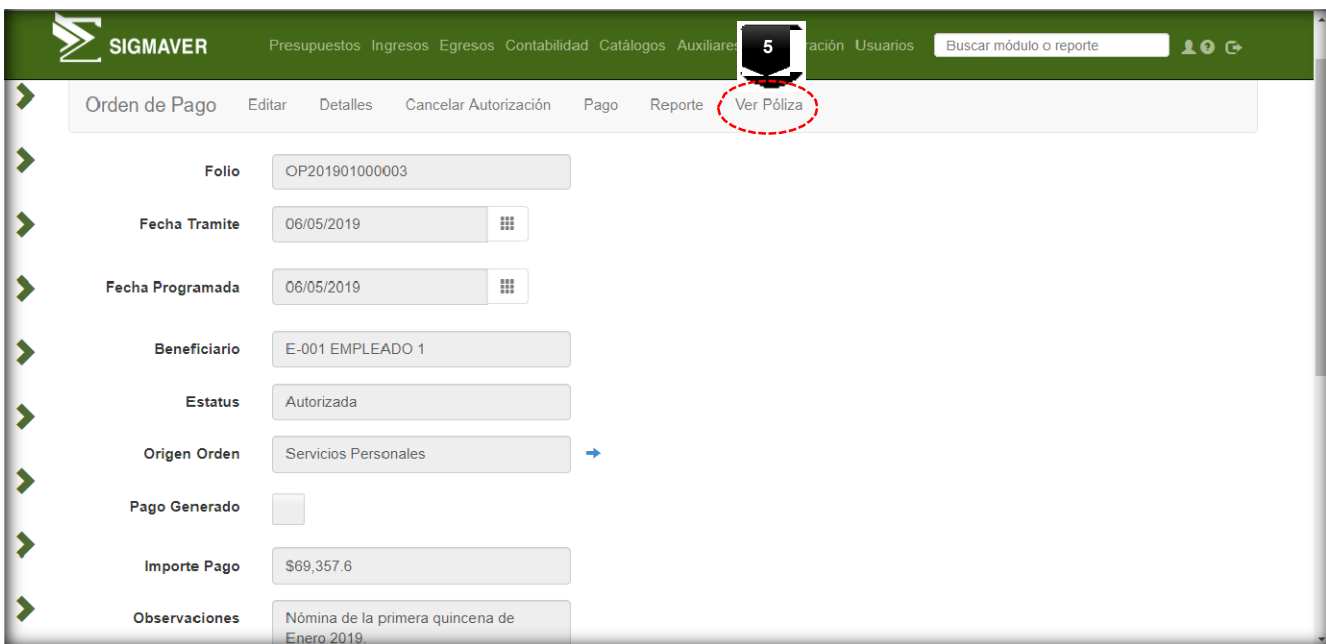 SIGMAVER
Presupuestos Ingresos Egresos Contabilidad Catálogos Auxiliares 5 ración Usuarios Buscar módulo o reporte
Orden de Pago Editar Detalles Cancelar Autorización Pago Reporte Ver Póliza
Folio OP201901000003
Fecha Tramite 06/05/2019
Fecha Programada 06/05/2019
Beneficiario E-001 EMPLEADO 1
Estatus Autorizada
Origen Orden Servicios Personales
Pago Generado
Importe Pago $69,357.6
Observaciones Nómina de la primera quincena de
Enero 2019.